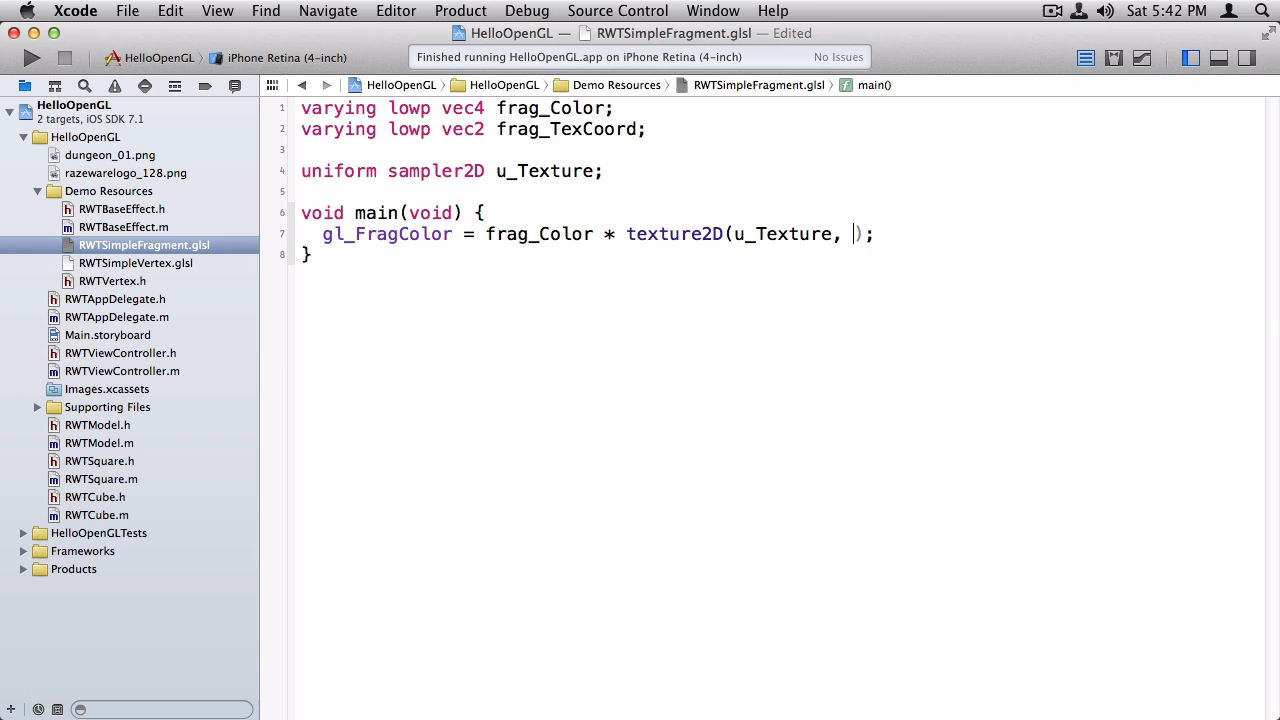 Xcode File Edit View Find Navigate Editor Product Debug Source Control Window Help Sat 5:42 PM
HelloOpenGL — RWTSimpleFragment.glsl — Edited
HelloOpenGL 〉 iPhone Retina (4-inch) Finished running HelloOpenGL.app on iPhone Retina (4-inch) No Issues
HelloOpenGL 〉 HelloOpenGL 〉 Demo Resources 〉 RWTSimpleFragment.glsl 〉 f main()
HelloOpenGL
2 targets, iOS SDK 7.1
HelloOpenGL
dungeon_01.png
razewarelogo_128.png
Demo Resources
h RWTBaseEffect.h
m RWTBaseEffect.m
RWTSimpleFragment.glsl
RWTSimpleVertex.glsl
h RWTVertex.h
h RWTAppDelegate.h
m RWTAppDelegate.m
Main.storyboard
h RWTViewController.h
m RWTViewController.m
Images.xcassets
Supporting Files
h RWTModel.h
m RWTModel.m
h RWTSquare.h
m RWTSquare.m
h RWTCube.h
m RWTCube.m
HelloOpenGLTests
Frameworks
Products
1 varying lowp vec4 frag_Color;
2 varying lowp vec2 frag_TexCoord;
3
4 uniform sampler2D u_Texture;
5
6 void main(void) {
7 gl_FragColor = frag_Color * texture2D(u_Texture, );
8 }